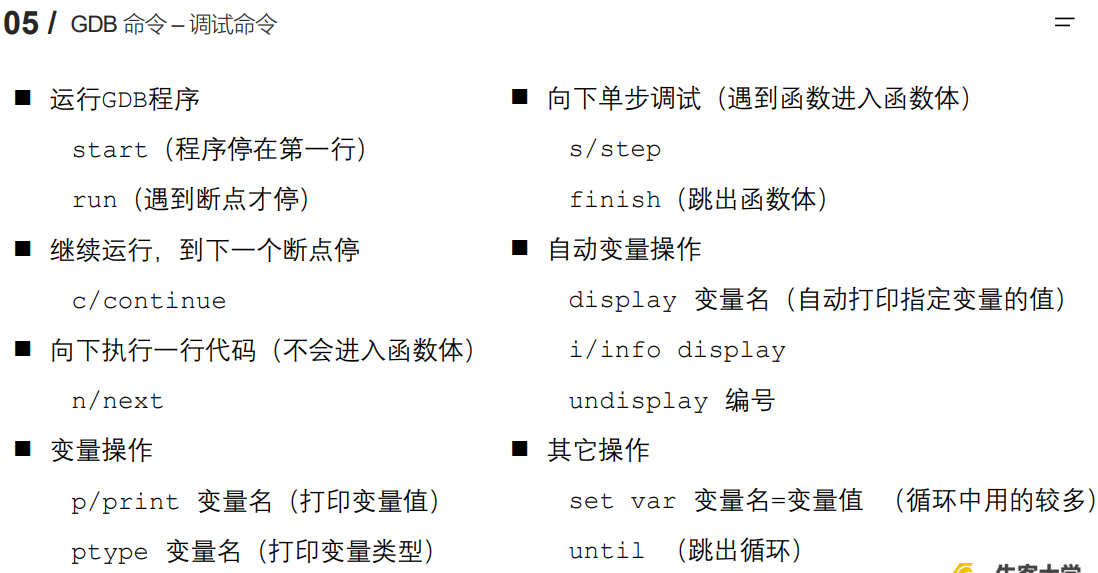 05 / GDB 命令 – 调试命令
■ 运行GDB程序
start（程序停在第一行）
run（遇到断点才停）
■ 继续运行，到下一个断点停
c/continue
■ 向下执行一行代码（不会进入函数体）
n/next
■ 变量操作
p/print 变量名（打印变量值）
ptype 变量名（打印变量类型）
■ 向下单步调试（遇到函数进入函数体）
s/step
finish（跳出函数体）
■ 自动变量操作
display 变量名（自动打印指定变量的值）
i/info display
undisplay 编号
■ 其它操作
set var 变量名=变量值 （循环中用的较多）
until （跳出循环）